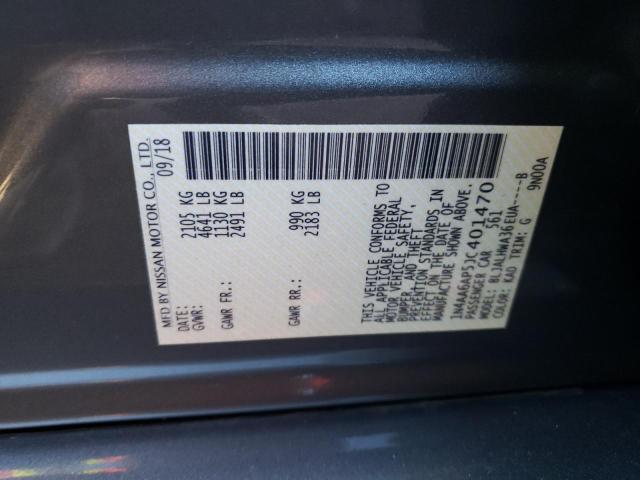 MFD BY NISSAN MOTOR CO., LTD.
DATE: 09/18
GVWR: 2105 KG
4641 LB
GAWR FR.: 1130 KG
2491 LB
GAWR RR.: 990 KG
2183 LB
THIS VEHICLE CONFORMS TO
ALL APPLICABLE FEDERAL
MOTOR VEHICLE SAFETY,
BUMPER, AND THEFT
PREVENTION STANDARDS IN
EFFECT ON THE DATE OF
MANUFACTURE SHOWN ABOVE.
1N4AA6AP5JC401470
PASSENGER CAR 561
MODEL: BLJALHWA36EUA-----B
COLOR: KAD TRIM: G 9N00A